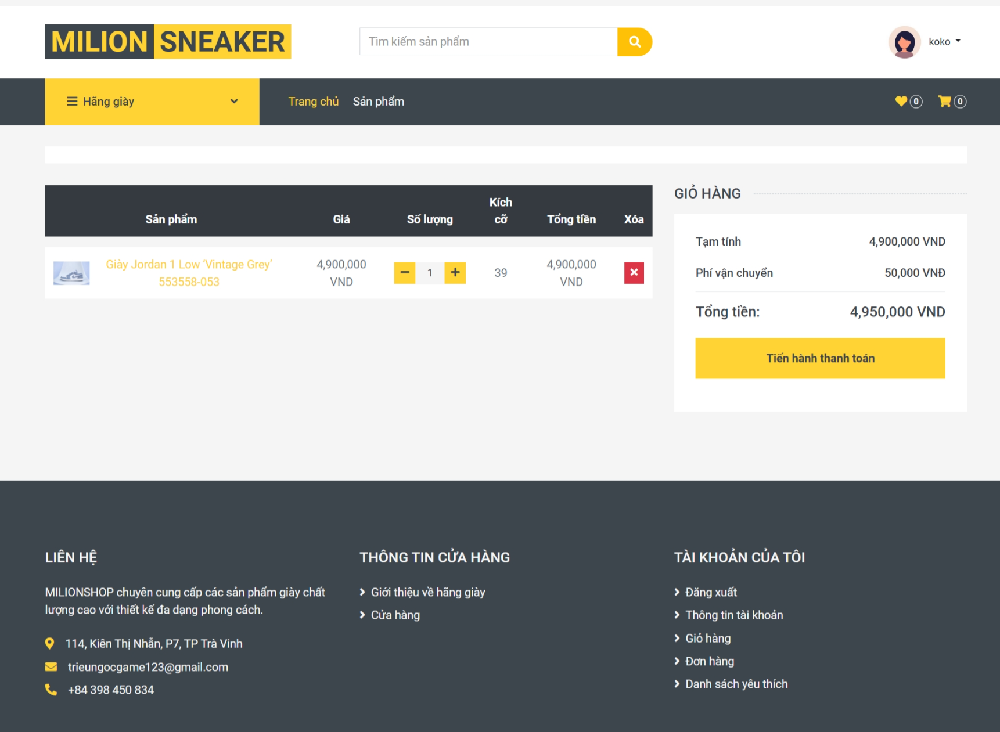 MILION SNEAKER
Tìm kiếm sản phẩm
koko
Hãng giày
Trang chủ
Sản phẩm
0
0
Sản phẩm
Giá
Số lượng
Kích
cỡ
Tổng tiền
Xóa
Giày Jordan 1 Low ‘Vintage Grey’
553558-053
4,900,000
VND
1
39
4,900,000
VND
GIỎ HÀNG
Tạm tính
4,900,000 VND
Phí vận chuyển
50,000 VNĐ
Tổng tiền:
4,950,000 VND
Tiến hành thanh toán
LIÊN HỆ
MILIONSHOP chuyên cung cấp các sản phẩm giày chất
lượng cao với thiết kế đa dạng phong cách.
114, Kiên Thị Nhẫn, P7, TP Trà Vinh
trieungocgame123@gmail.com
+84 398 450 834
THÔNG TIN CỬA HÀNG
Giới thiệu về hãng giày
Cửa hàng
TÀI KHOẢN CỦA TÔI
Đăng xuất
Thông tin tài khoản
Giỏ hàng
Đơn hàng
Danh sách yêu thích